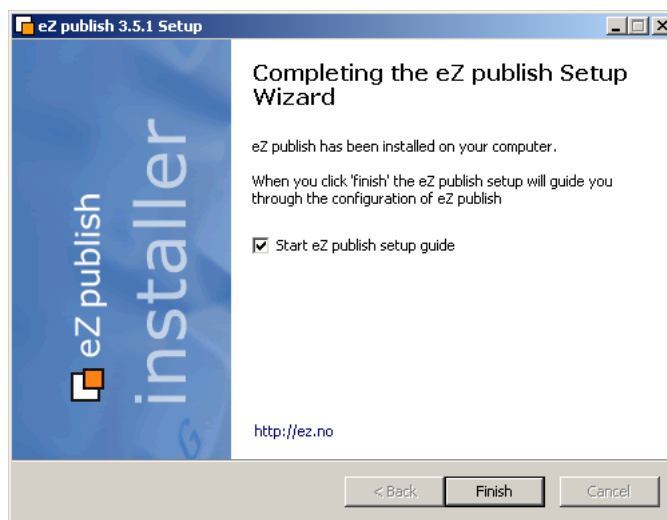 eZ publish 3.5.1 Setup
Completing the eZ publish Setup
Wizard
eZ publish has been installed on your computer.
When you click 'finish' the eZ publish setup will guide you
through the configuration of eZ publish
Start eZ publish setup guide
http://ez.no
eZ publish
installer
< Back
Finish
Cancel